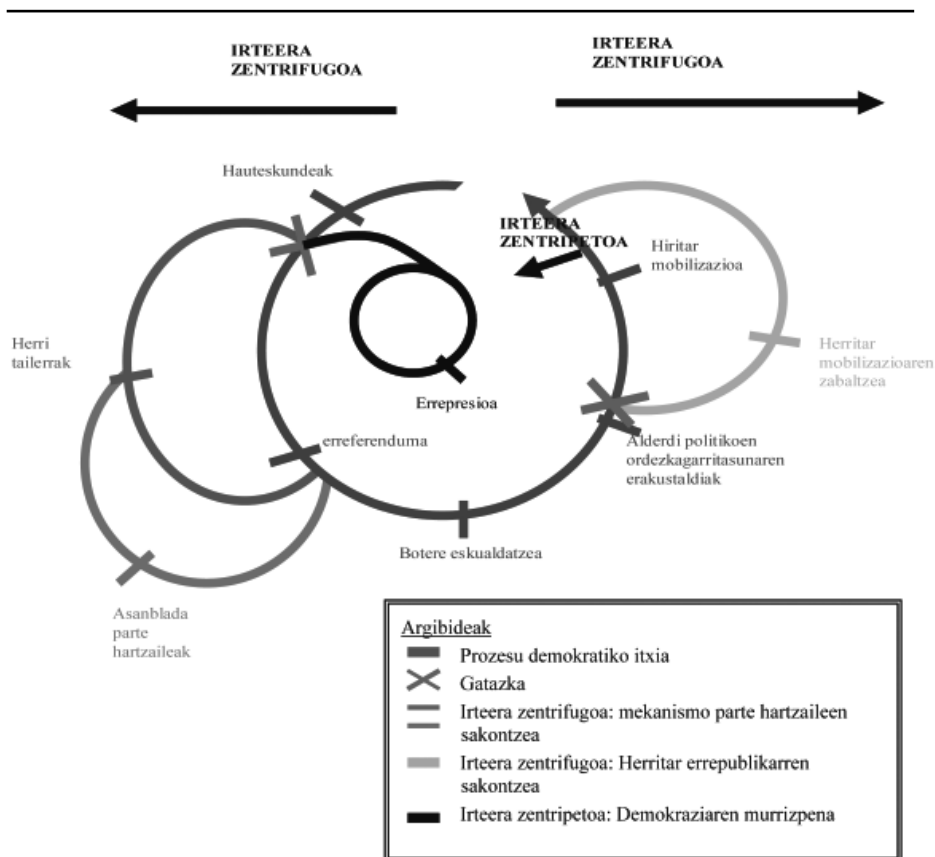 IRTEERA
ZENTRIFUGOA
IRTEERA
ZENTRIFUGOA
Hauteskundeak
IRTEERA
ZENTRIPETOA
Hiritar
mobilizazioa
Herri
tailerrak
Herritar
mobilizazioaren
zabaltzea
Errepresioa
erreferenduma
Alderdi politikoen
ordezkagarritasunaren
erakustaldiak
Botere eskualdatzea
Asanblada
parte
hartzaileak
Argibideak
Prozesu demokratiko itxia
Gatazka
Irteera zentrifugoa: mekanismo parte hartzaileen
sakontzea
Irteera zentrifugoa: Herritar errepublikarren
sakontzea
Irteera zentripetoa: Demokraziaren murrizpena